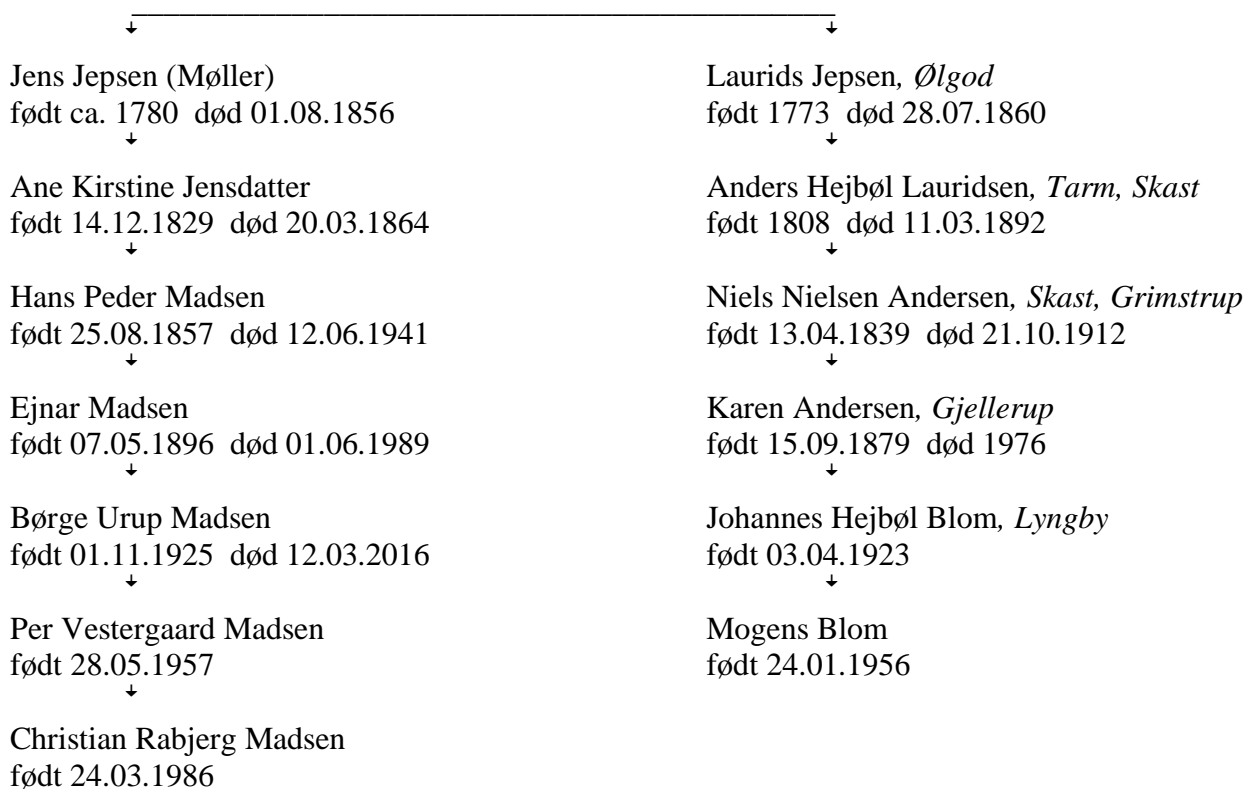 Jens Jepsen (Møller)
født ca. 1780  død 01.08.1856
Ane Kirstine Jensdatter
født 14.12.1829  død 20.03.1864
Hans Peder Madsen
født 25.08.1857  død 12.06.1941
Ejnar Madsen
født 07.05.1896  død 01.06.1989
Børge Urup Madsen
født 01.11.1925  død 12.03.2016
Per Vestergaard Madsen
født 28.05.1957
Christian Rabjerg Madsen
født 24.03.1986
Laurids Jepsen, Ølgod
født 1773  død 28.07.1860
Anders Hejbøl Lauridsen, Tarm, Skast
født 1808  død 11.03.1892
Niels Nielsen Andersen, Skast, Grimstrup
født 13.04.1839  død 21.10.1912
Karen Andersen, Gjellerup
født 15.09.1879  død 1976
Johannes Hejbøl Blom, Lyngby
født 03.04.1923
Mogens Blom
født 24.01.1956